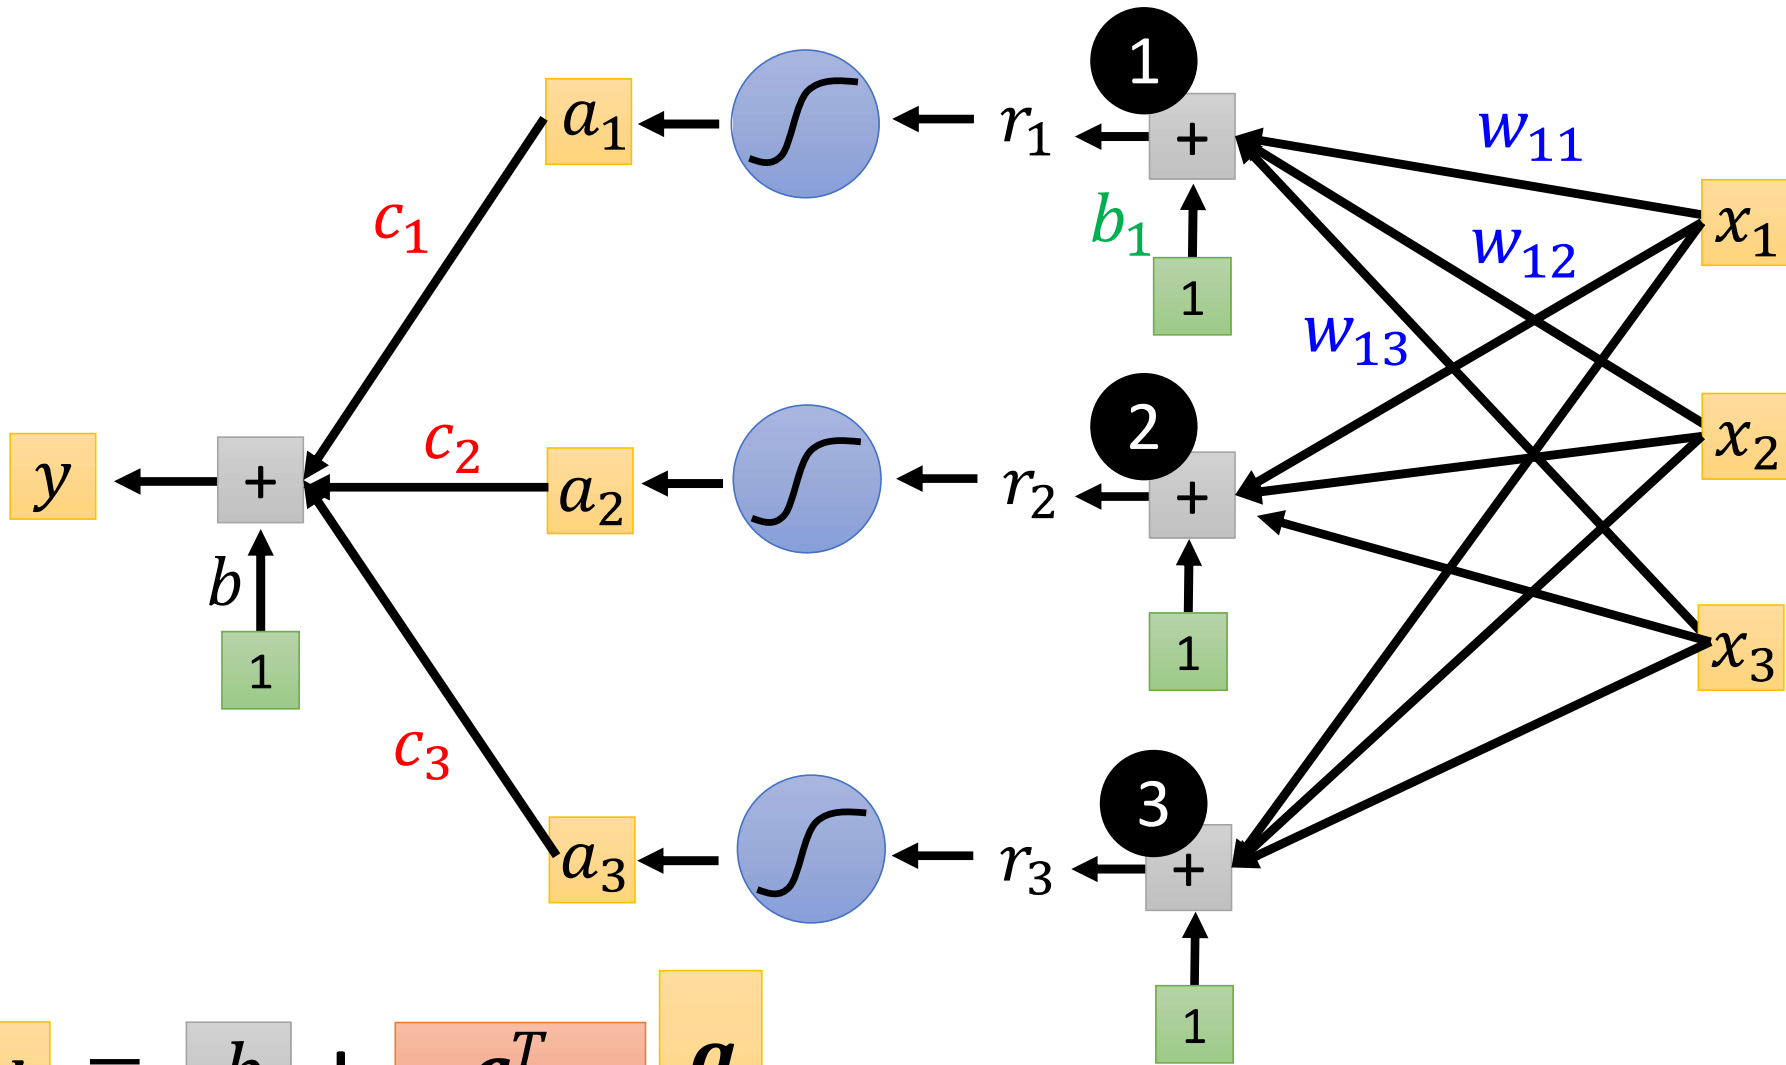 1
a₁
r₁
+
w₁₁
c₁
b₁
x₁
w₁₂
1
w₁₃
2
c₂
x₂
y
+
a₂
r₂
+
b
1
1
x₃
c₃
3
a₃
r₃
+
1
= b + cᵀ a